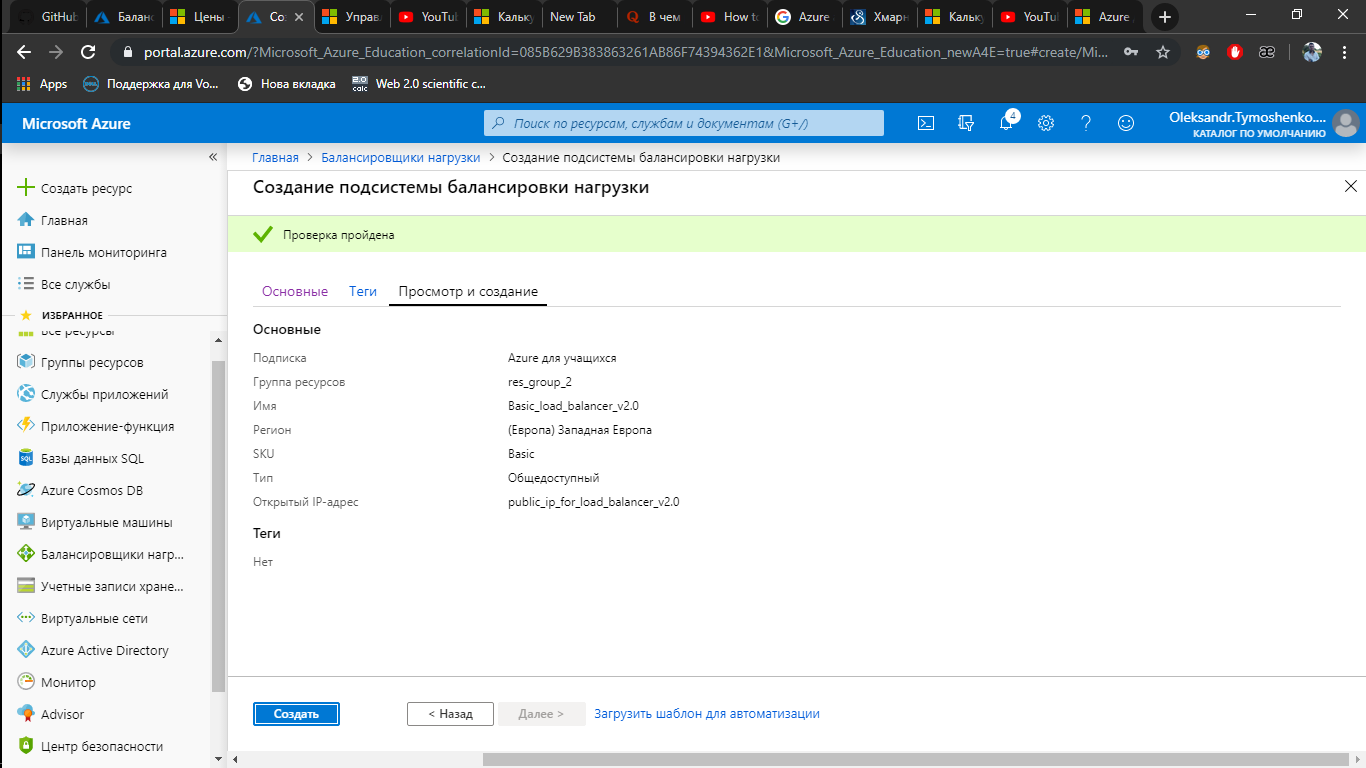 GitHub
Баланс
Цены -
Со
Управл
YouTub
Кальку
New Tab
В чем
How to
Azure
Хмарн
Кальку
YouTub
Azure
portal.azure.com/?Microsoft_Azure_Education_correlationId=085B629B383863261AB86F74394362E1&Microsoft_Azure_Education_newA4E=true#create/Mi...
Apps
Поддержка для Vo...
Нова вкладка
2.0 calc
Web 2.0 scientific c...
Microsoft Azure
Поиск по ресурсам, службам и документам (G+/)
4
Oleksandr.Tymoshenko....
КАТАЛОГ ПО УМОЛЧАНИЮ
«
Создать ресурс
Главная
Панель мониторинга
Все службы
ИЗБРАННОЕ
Все ресурсы
Группы ресурсов
Службы приложений
Приложение-функция
Базы данных SQL
Azure Cosmos DB
Виртуальные машины
Балансировщики нагр...
Учетные записи хране...
Виртуальные сети
Azure Active Directory
Монитор
Advisor
Центр безопасности
Главная > Балансировщики нагрузки > Создание подсистемы балансировки нагрузки
Создание подсистемы балансировки нагрузки
Проверка пройдена
Основные Теги Просмотр и создание
Основные
Подписка Azure для учащихся
Группа ресурсов res_group_2
Имя Basic_load_balancer_v2.0
Регион (Европа) Западная Европа
SKU Basic
Тип Общедоступный
Открытый IP-адрес public_ip_for_load_balancer_v2.0
Теги
Нет
Создать < Назад Далее > Загрузить шаблон для автоматизации